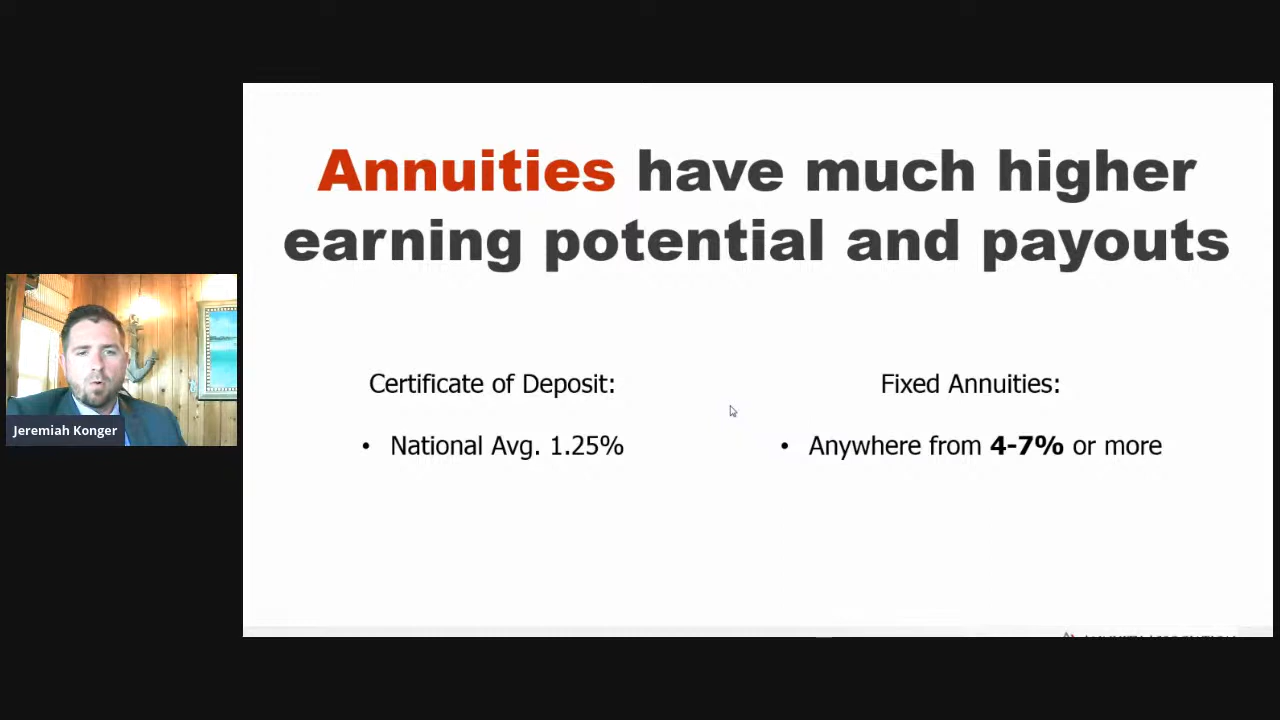 Annuities have much higher
earning potential and payouts
Certificate of Deposit:
Fixed Annuities:
• National Avg. 1.25%
• Anywhere from 4-7% or more
Jeremiah Konger